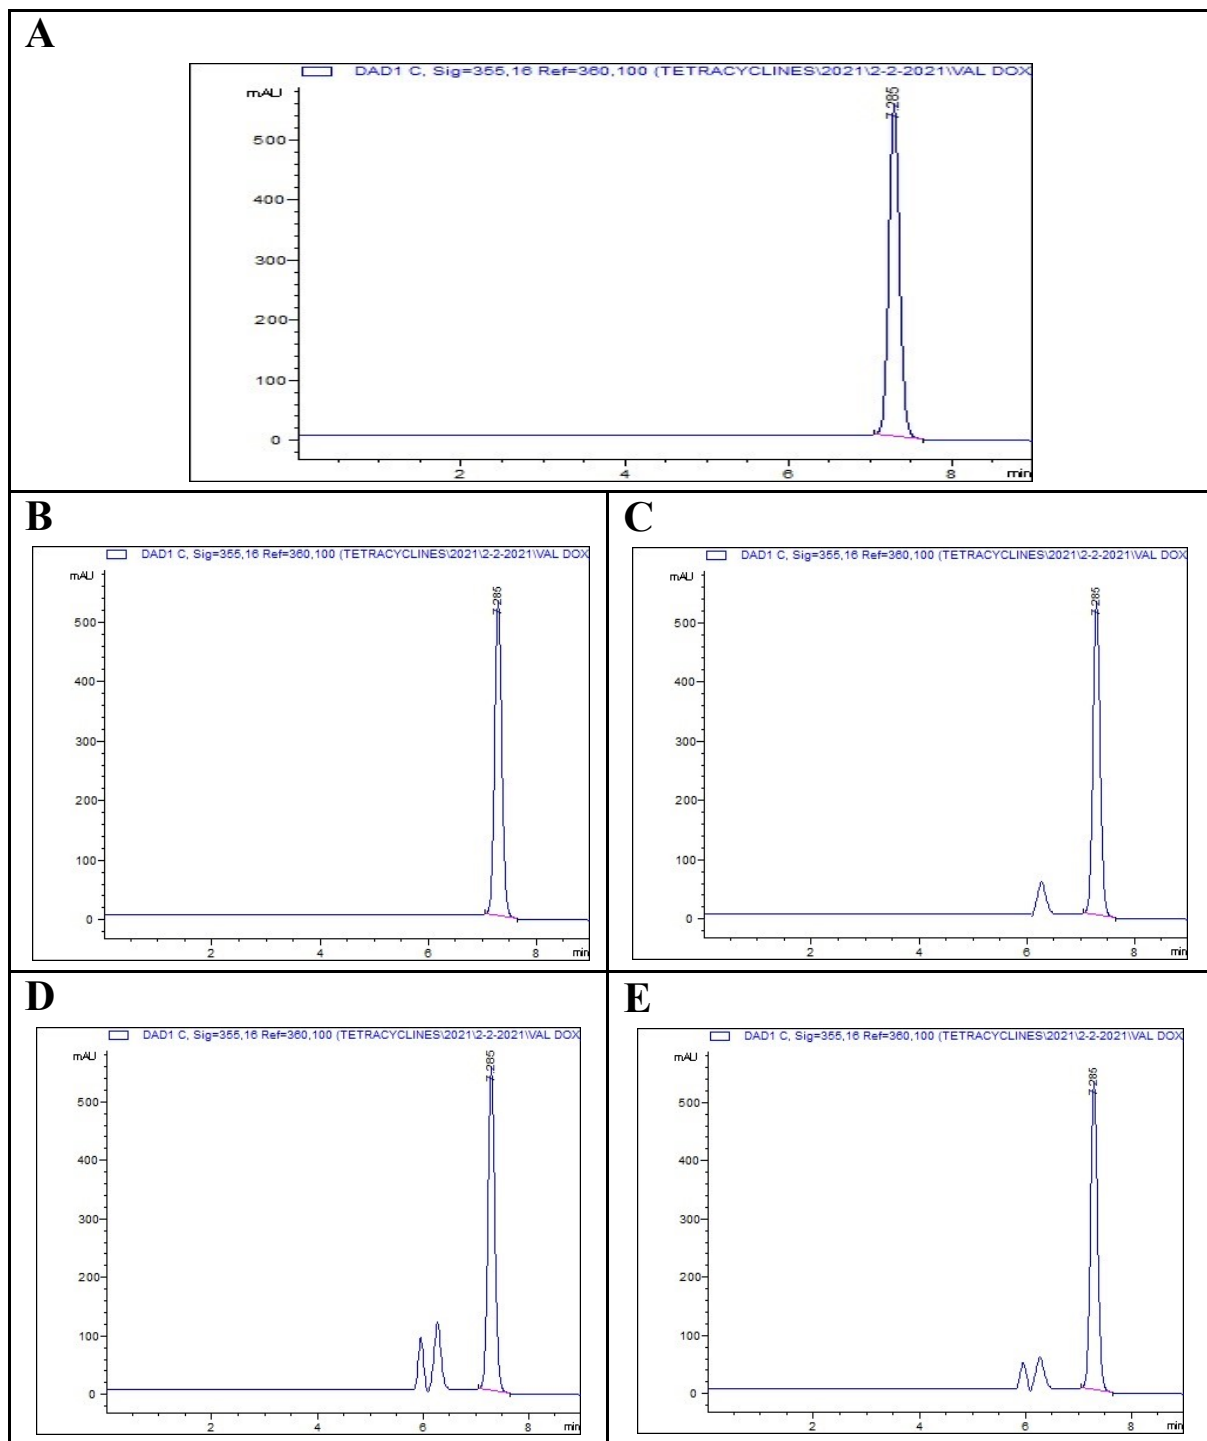 A
DAD1 C, Sig=355,16 Ref=360,100 (TETRACYCLINES\2021\2-2-2021\VAL DOX
mAU
7.285
500
400
300
200
100
0
2 4 6 8 min
B
DAD1 C, Sig=355,16 Ref=360,100 (TETRACYCLINES\2021\2-2-2021\VAL DOX
mAU
7.285
500
400
300
200
100
0
2 4 6 8 min
C
DAD1 C, Sig=355,16 Ref=360,100 (TETRACYCLINES\2021\2-2-2021\VAL DOX
mAU
7.285
500
400
300
200
100
0
2 4 6 8 min
D
DAD1 C, Sig=355,16 Ref=360,100 (TETRACYCLINES\2021\2-2-2021\VAL DOX
mAU
7.285
500
400
300
200
100
0
2 4 6 8 min
E
DAD1 C, Sig=355,16 Ref=360,100 (TETRACYCLINES\2021\2-2-2021\VAL DOX
mAU
7.285
500
400
300
200
100
0
2 4 6 8 min